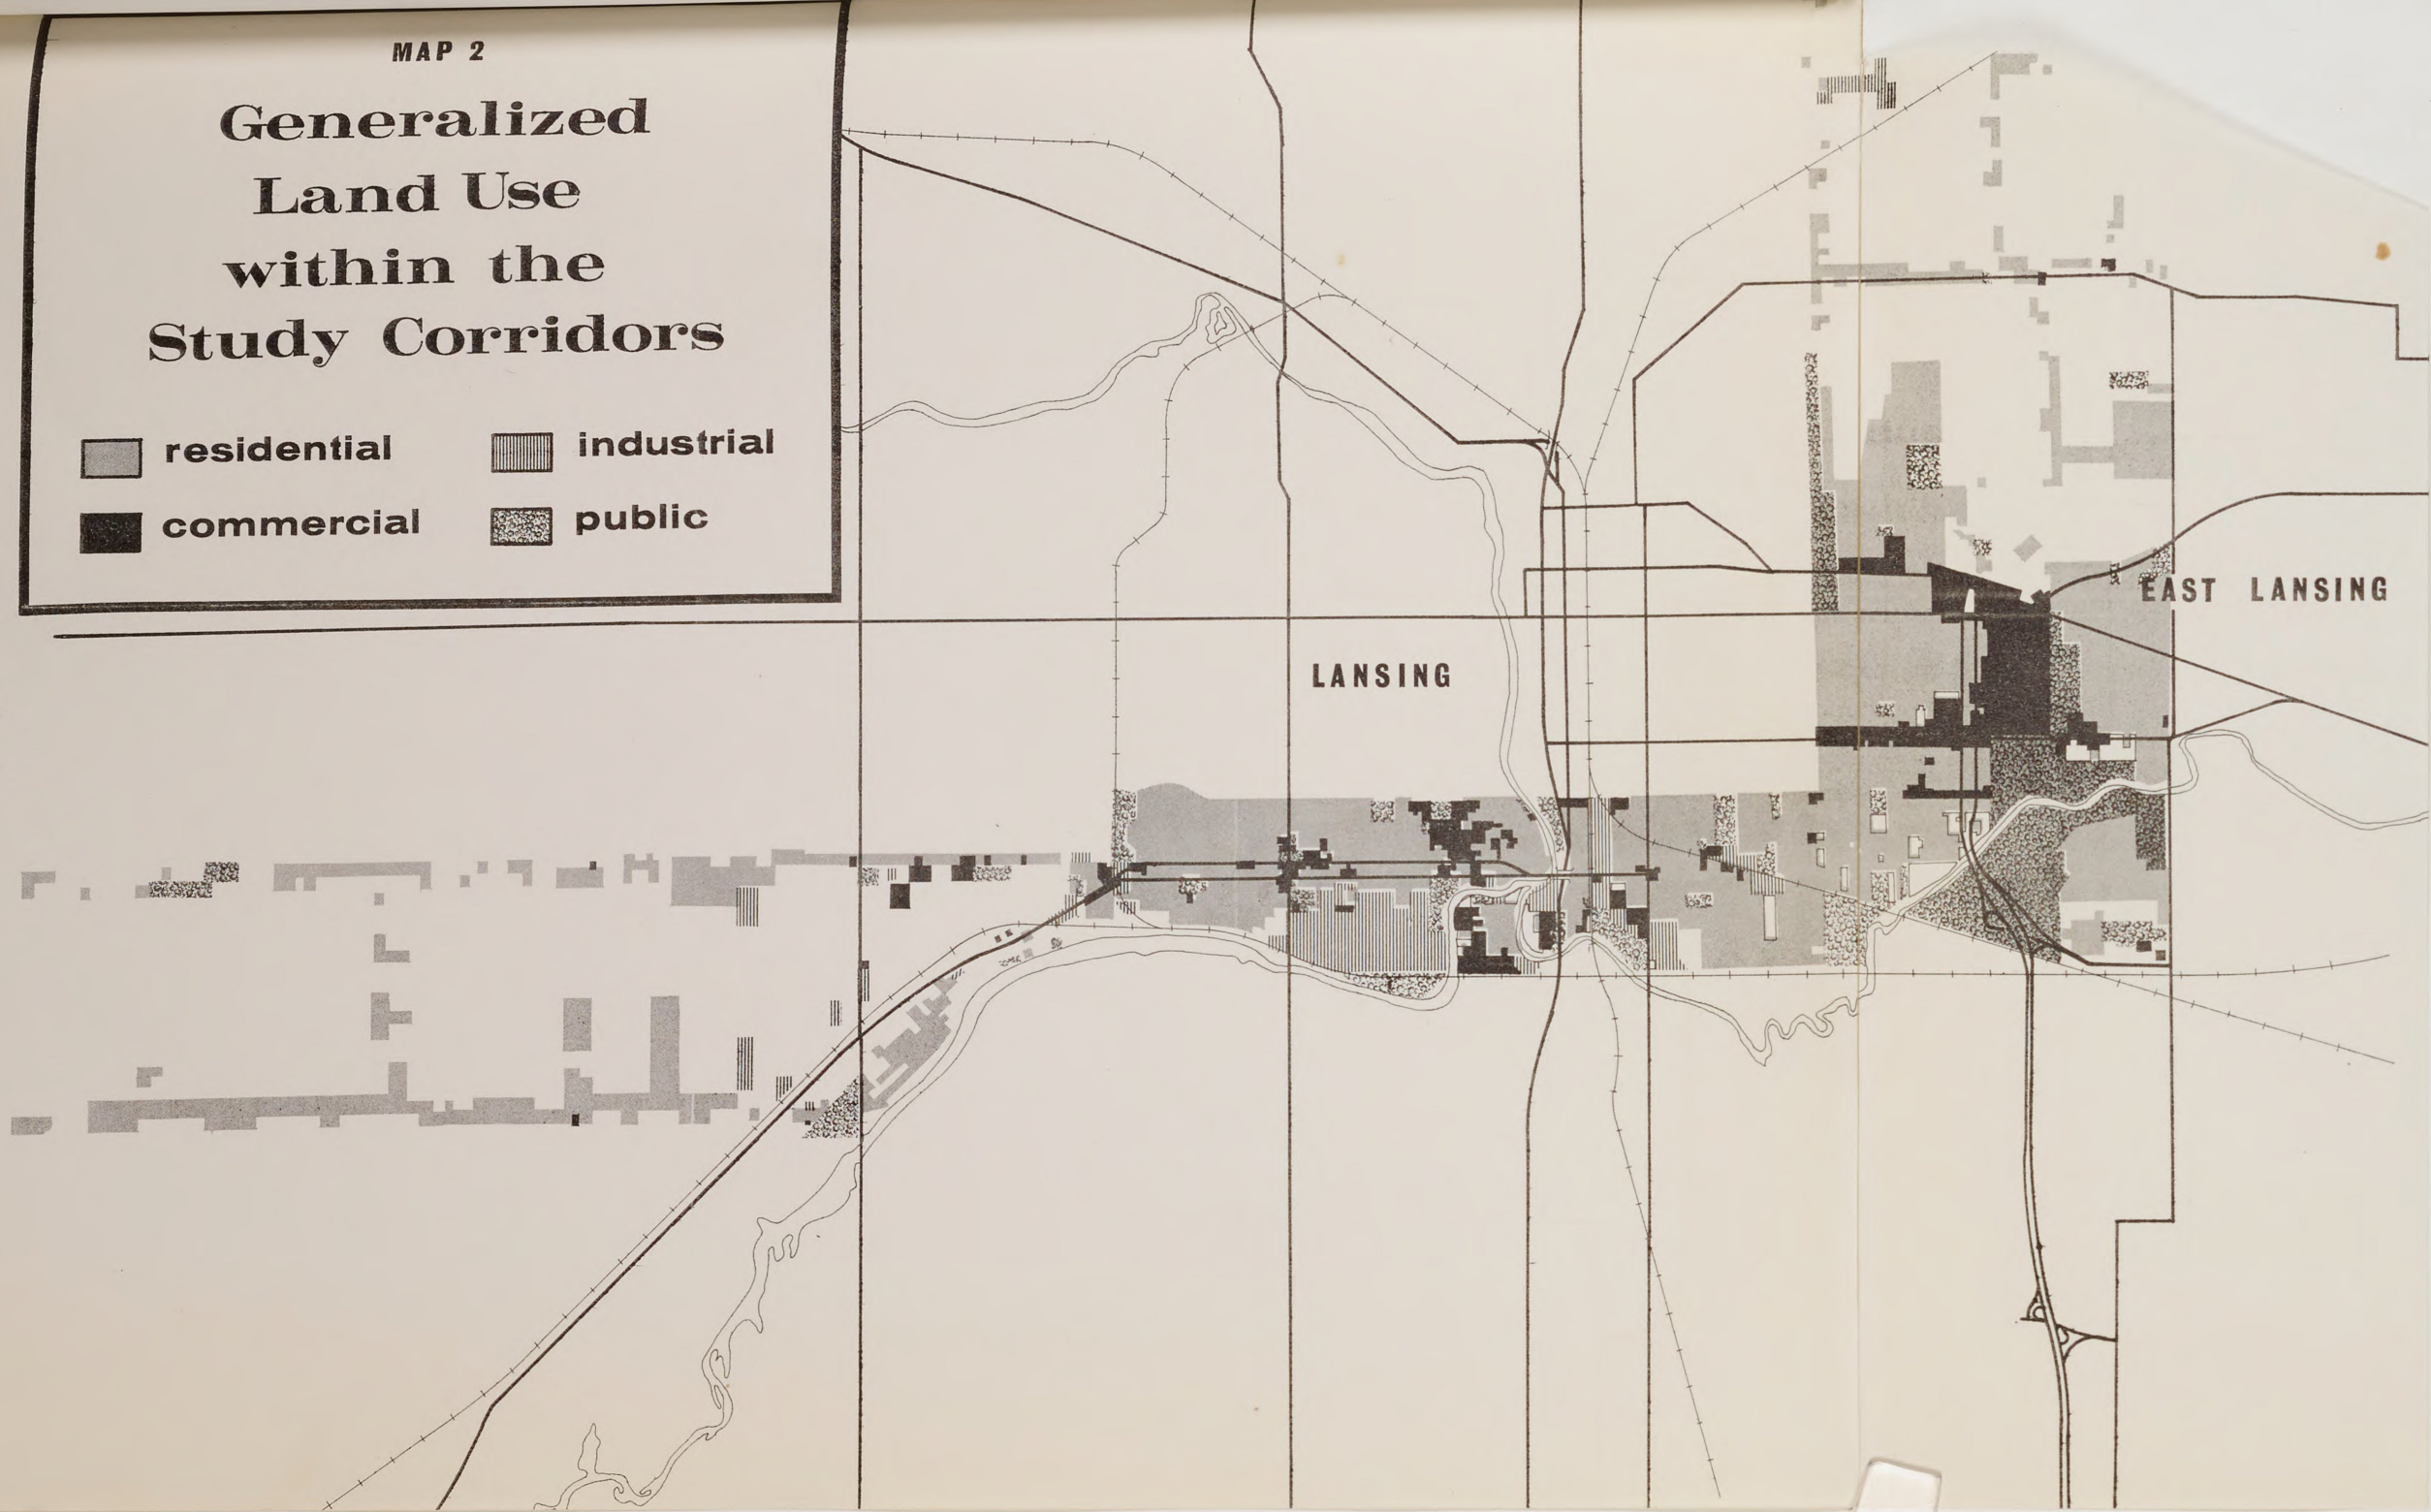 MAP 2
Generalized
Land Use
within the
Study Corridors
residential
industrial
commercial
public
EAST LANSING
LANSING